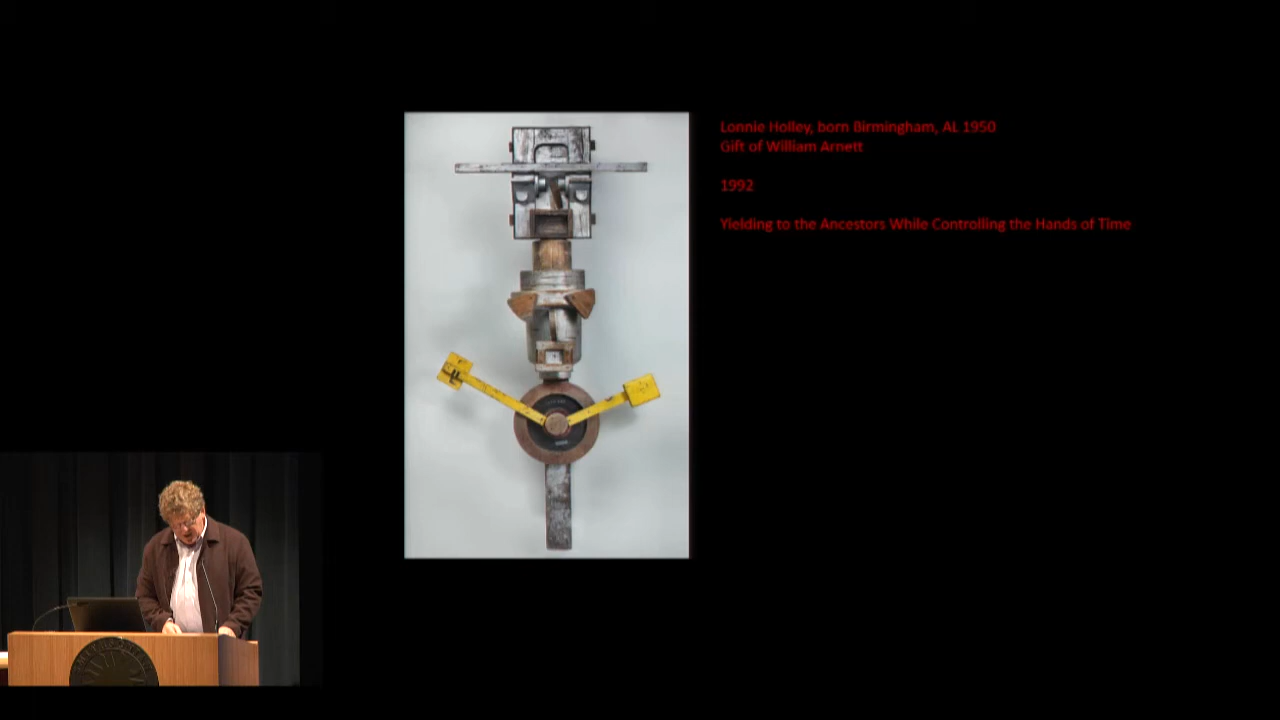 Lonnie Holley, born Birmingham, AL 1950
Gift of William Arnett
1992
Yielding to the Ancestors While Controlling the Hands of Time